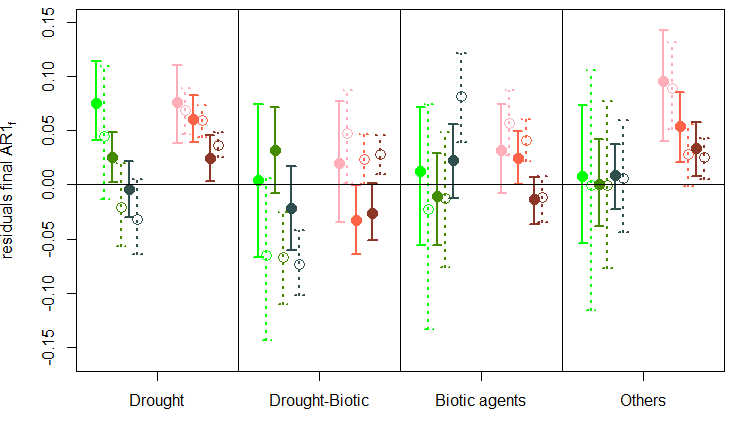 residuals final AR1f
0.15
0.10
0.05
0.00
-0.05
-0.10
-0.15
Drought
Drought-Biotic
Biotic agents
Others